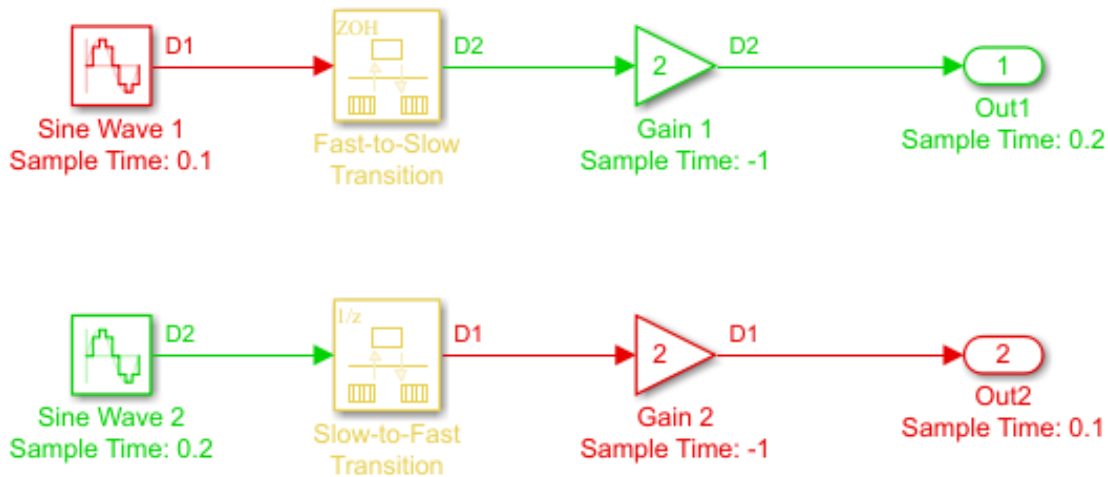 ZOH
D1
D2
D2
2
1
Sine Wave 1
Sample Time: 0.1
Fast-to-Slow
Transition
Gain 1
Sample Time: -1
Out1
Sample Time: 0.2
1/z
D2
D1
D1
2
2
Sine Wave 2
Sample Time: 0.2
Slow-to-Fast
Transition
Gain 2
Sample Time: -1
Out2
Sample Time: 0.1